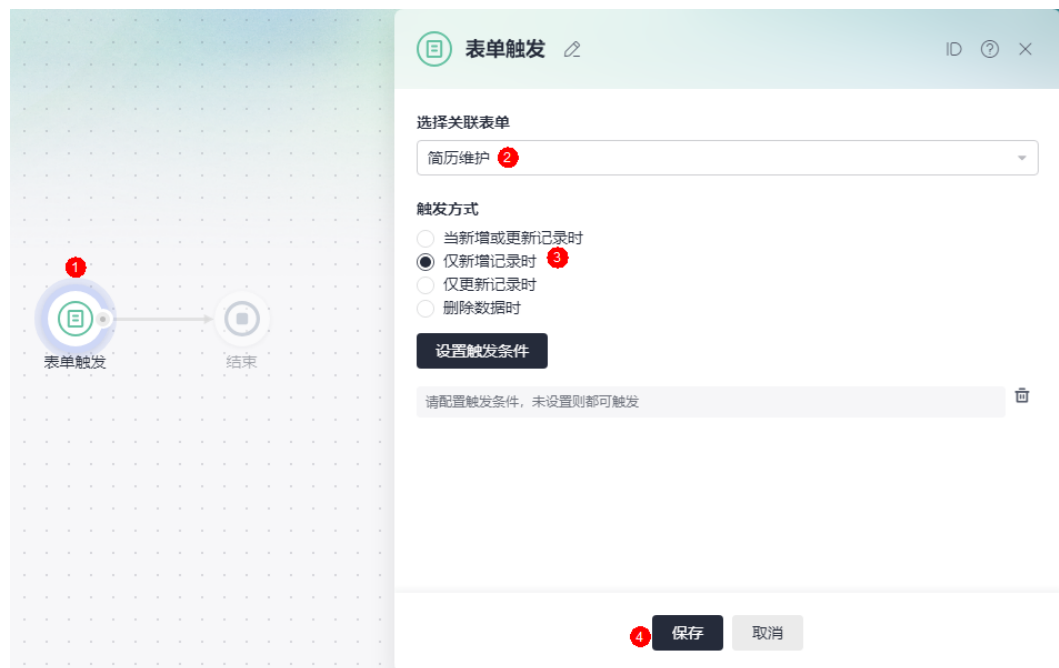 表单触发
ID
选择关联表单
简历维护 2
触发方式
当新增或更新记录时
仅新增记录时 3
仅更新记录时
删除数据时
设置触发条件
请配置触发条件，未设置则都可触发
1
表单触发
结束
4 保存 取消